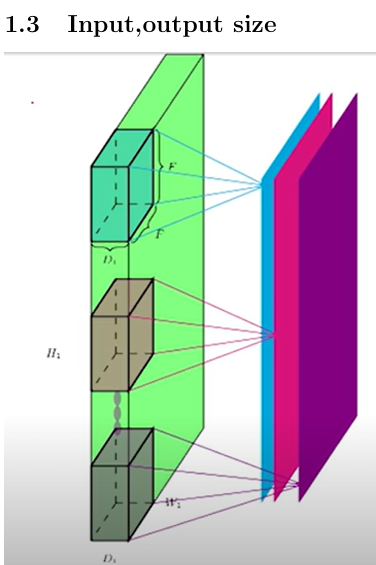 1.3 Input,output size
F
F
D₁
H₁
W₁
D₁